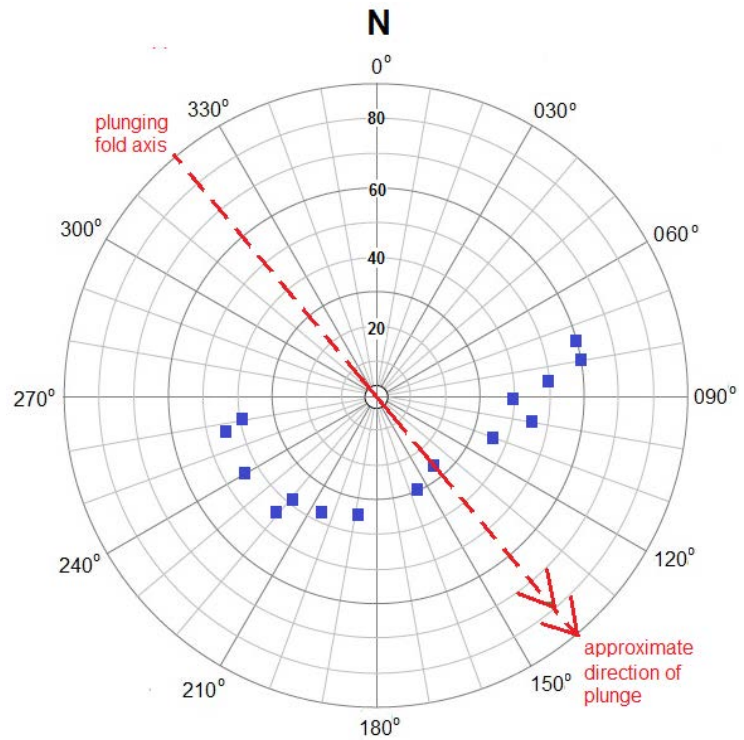 N
0°
330°
030°
plunging
fold axis
80
60
300°
060°
40
20
270°
090°
240°
120°
approximate
direction of
plunge
210°
150°
180°